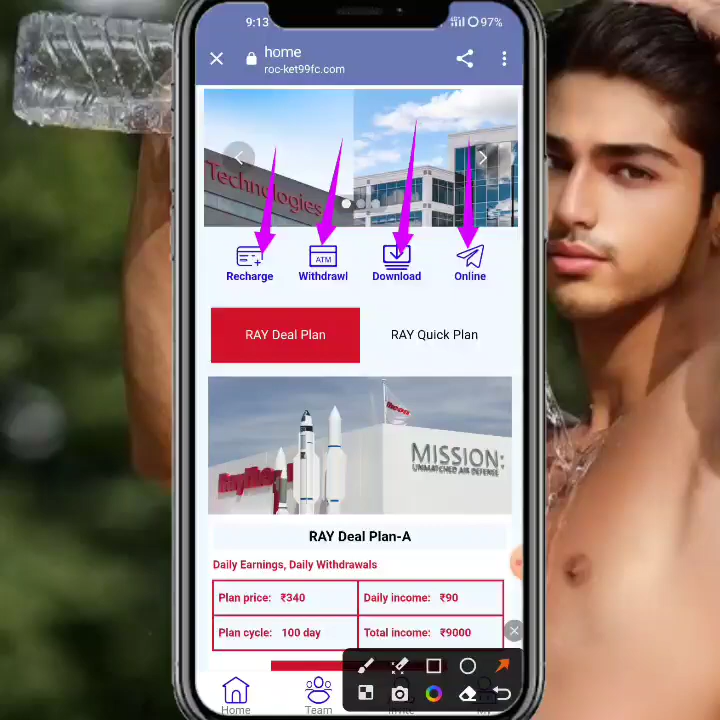 9:13
97%
home
roc-ket99fc.com
Technologies
Recharge
Withdrawl
Download
Online
ATM
RAY Deal Plan
RAY Quick Plan
MISSION:
UNMATCHED AIR DEFENSE
RAY Deal Plan-A
Daily Earnings, Daily Withdrawals
Plan price: ₹340
Daily income: ₹90
Plan cycle: 100 day
Total income: ₹9000
Home
Team